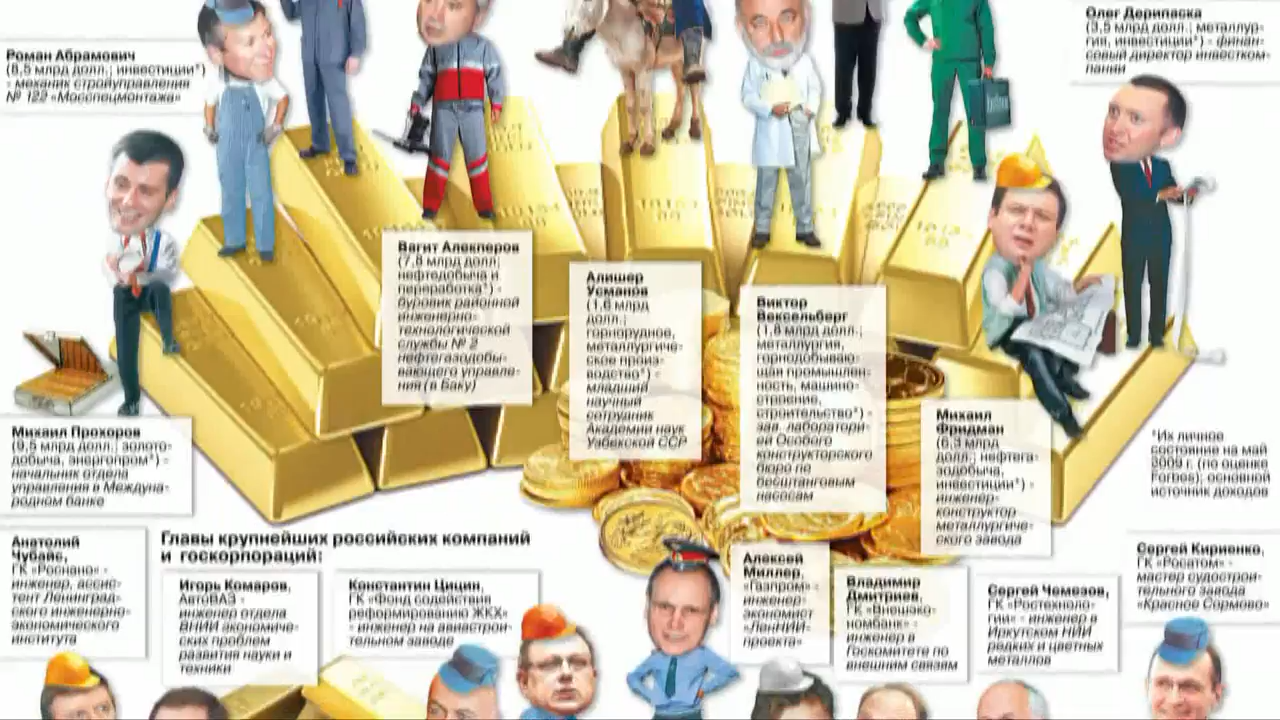 Роман Абрамович
(8,5 млрд долл.; инвестиции*)
- механик стройуправления
№ 122 «Мосспецмонтажа»
Олег Дерипаска
(3,5 млрд долл.; металлур-
гия, инвестиции*) - финан-
совый директор инвестком-
пании
Михаил Прохоров
(9,5 млрд долл.; золото-
добыча, энергопром*) -
начальник отдела
управления в Междуна-
родном банке
Вагит Алекперов
(7,8 млрд долл.;
нефтедобыча и
переработка*) -
буровик районной
инженерно-
технологической
службы № 2
нефтегазодобы-
вающего управле-
ния (в Баку)
Алишер
Усманов
(1,6 млрд
долл.;
горнорудное,
металлургиче-
ское произ-
водство*) -
младший
научный
сотрудник
Академии наук
Узбекской ССР
Виктор
Вексельберг
(1,8 млрд долл.;
металлургия,
горнодобываю-
щая промышлен-
ность, машино-
строение,
строительство*) -
зав. лаборатори-
ей Особого
конструкторского
бюро по
бесштанговым
насосам
Михаил
Фридман
(6,3 млрд
долл.; нефтега-
зодобыча,
инвестиции*) -
инженер-
конструктор
металлургиче-
ского завода
*Их личное
состояние на май
2009 г. (по оценке
Forbes); основной
источник доходов
Главы крупнейших российских компаний
и госкорпораций:
Анатолий
Чубайс,
ГК «Роснано» -
инженер, ассис-
тент Ленинград-
ского инженерно-
экономического
института
Игорь Комаров,
АвтоВАЗ -
инженер отдела
ВНИИ экономиче-
ских проблем
развития науки и
техники
Константин Цицин,
ГК «Фонд содействия
реформированию ЖКХ»
- инженер на авиастрои-
тельном заводе
Алексей
Миллер,
«Газпром» -
инженер-
экономист
«ЛенНИИ-
проекта»
Владимир
Дмитриев,
ГК «Внешэко-
номбанк» -
инженер в
Госкомитете по
внешним связям
Сергей Чемезов,
ГК «Ростехноло-
гии» - инженер в
Иркутском НИИ
редких и цветных
металлов
Сергей Кириенко,
ГК «Росатом» -
мастер судострои-
тельного завода
«Красное Сормово»